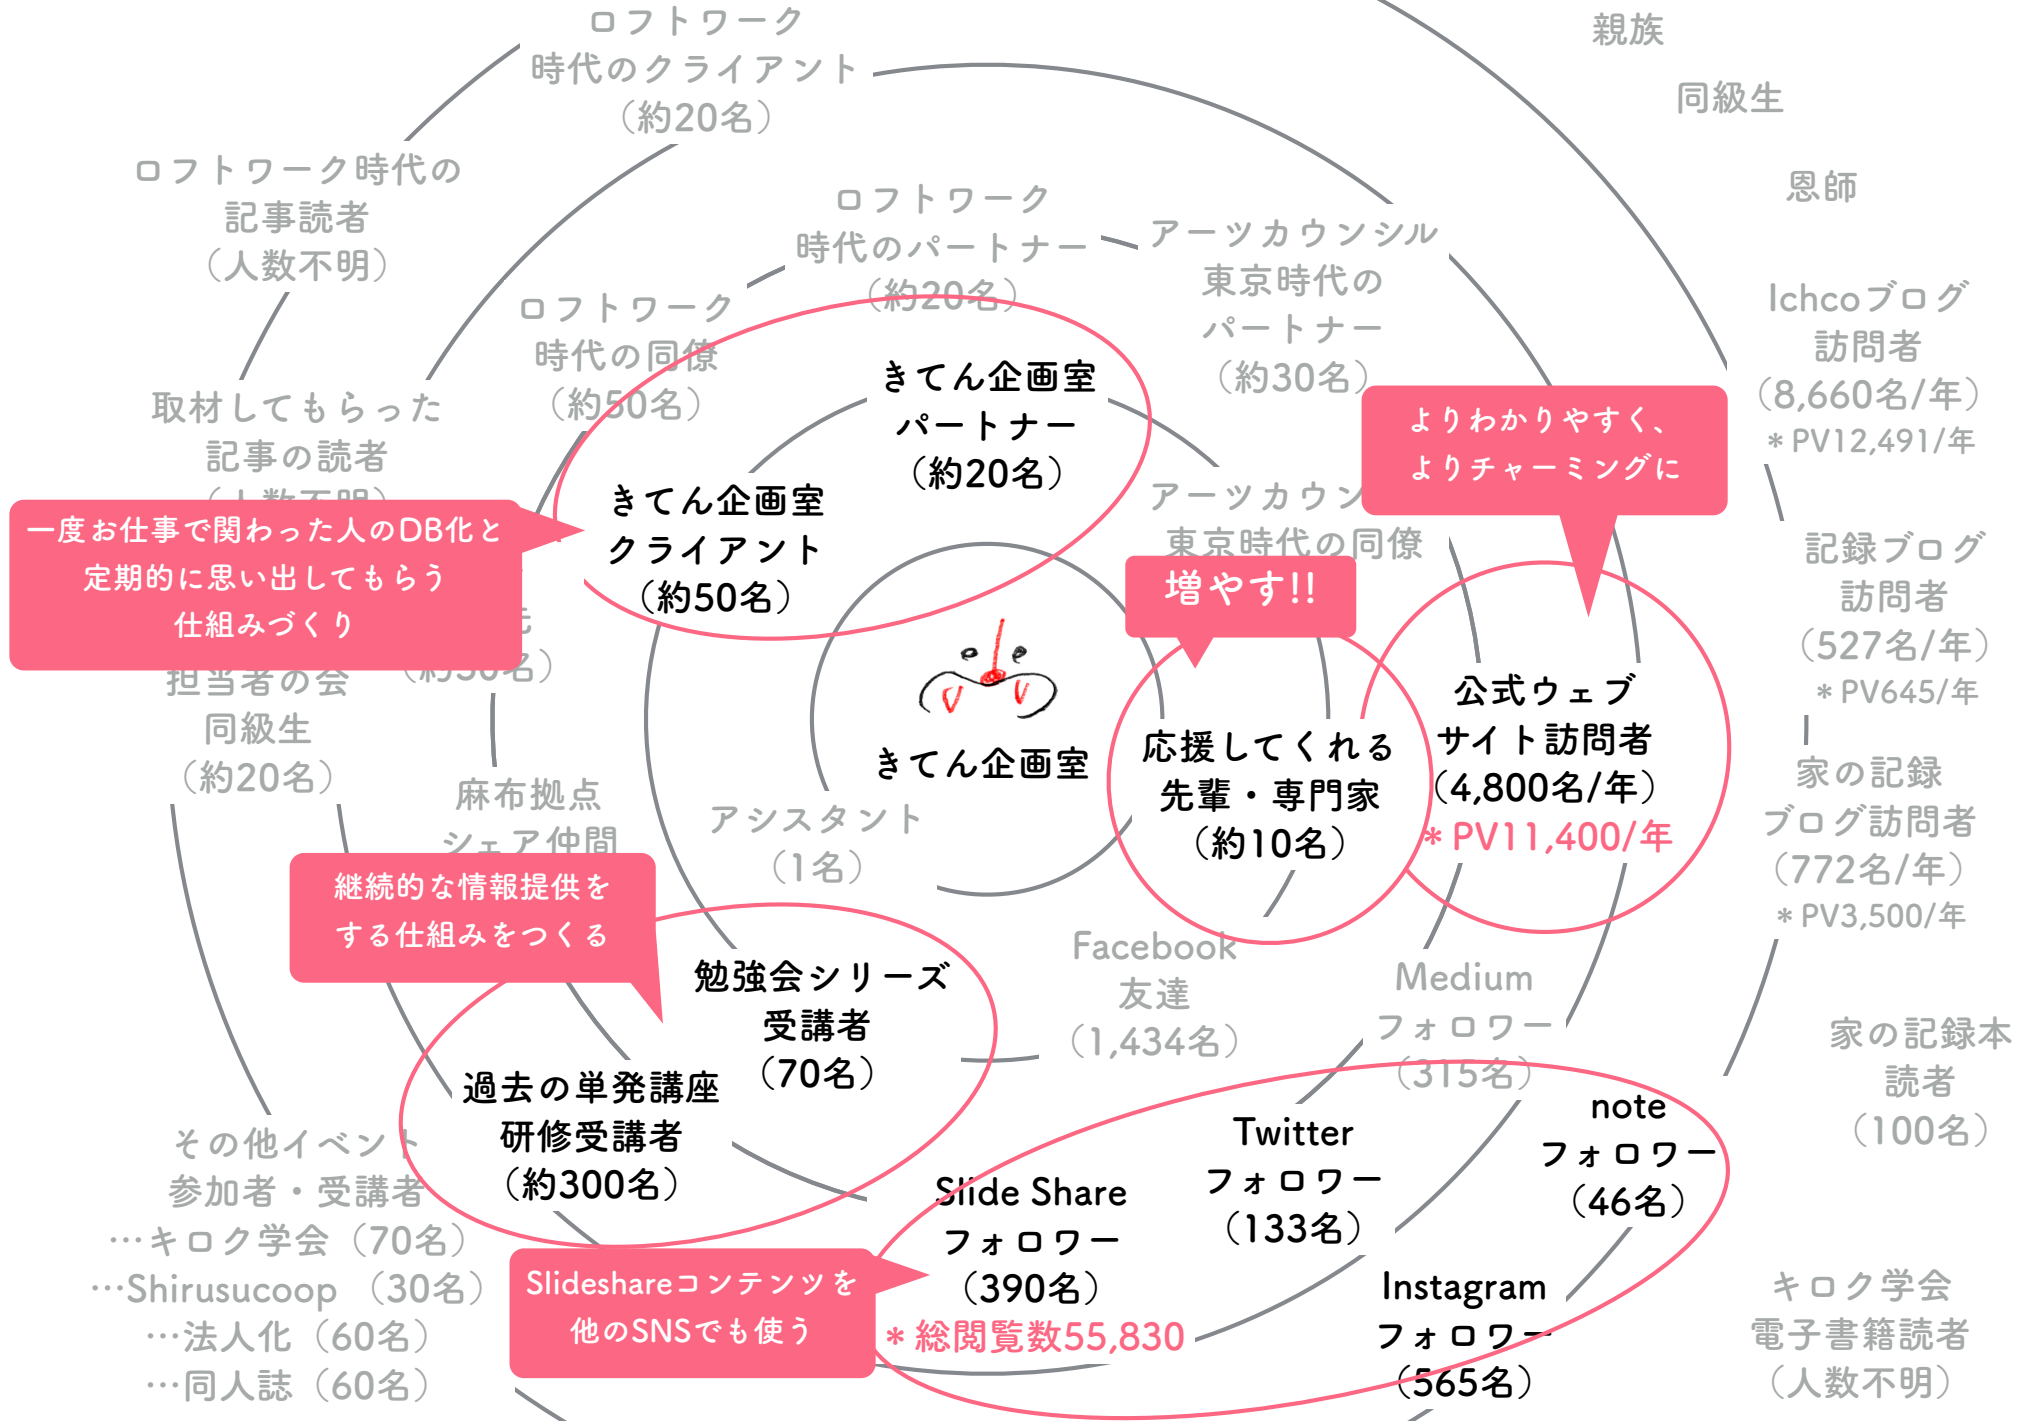 ロフトワーク
時代のクライアント
（約20名）
親族
同級生
恩師
ロフトワーク時代の
記事読者
（人数不明）
ロフトワーク
時代のパートナー
（約20名）
アーツカウンシル
東京時代の
パートナー
（約30名）
ロフトワーク
時代の同僚
（約50名）
Ichcoブログ
訪問者
（8,660名/年）
＊PV12,491/年
取材してもらった
記事の読者
（人数不明）
きてん企画室
パートナー
（約20名）
よりわかりやすく、
よりチャーミングに
きてん企画室
クライアント
（約50名）
一度お仕事で関わった人のDB化と
定期的に思い出してもらう
仕組みづくり
アーツカウン
東京時代の同僚
増やす!!
記録ブログ
訪問者
（527名/年）
＊PV645/年
担当者の会
同級生
（約20名）
きてん企画室
応援してくれる
先輩・専門家
（約10名）
公式ウェブ
サイト訪問者
（4,800名/年）
＊PV11,400/年
家の記録
ブログ訪問者
（772名/年）
＊PV3,500/年
麻布拠点
シェア仲間
アシスタント
（1名）
継続的な情報提供を
する仕組みをつくる
勉強会シリーズ
受講者
（70名）
Facebook
友達
（1,434名）
Medium
フォロワー
（315名）
家の記録本
読者
（100名）
過去の単発講座
研修受講者
（約300名）
その他イベント
参加者・受講者
…キロク学会（70名）
…Shirusucoop （30名）
…法人化（60名）
…同人誌（60名）
Slide Share
フォロワー
（390名）
＊総閲覧数55,830
Twitter
フォロワー
（133名）
note
フォロワー
（46名）
Slideshareコンテンツを
他のSNSでも使う
Instagram
フォロワー
（565名）
キロク学会
電子書籍読者
（人数不明）